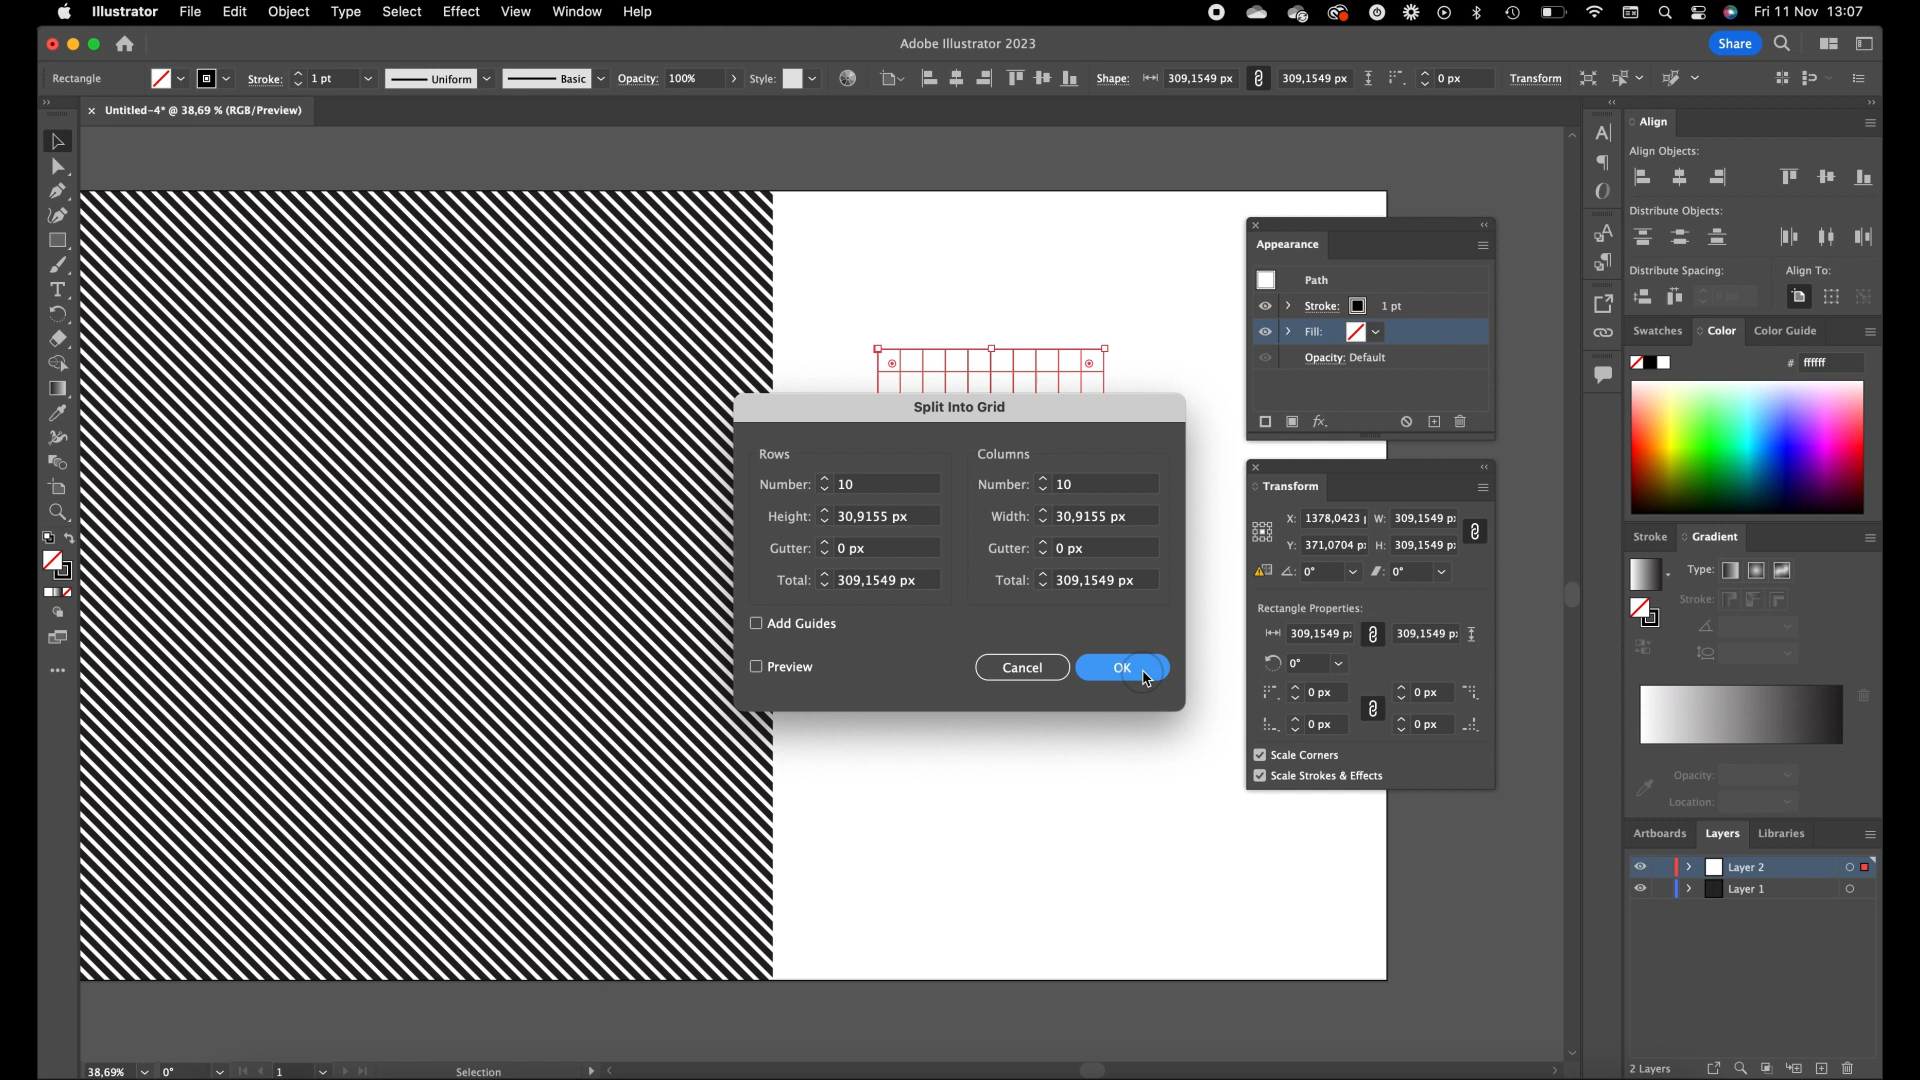 Illustrator File Edit Object Type Select Effect View Window Help Fri 11 Nov 13:07
Adobe Illustrator 2023 Share
Rectangle Stroke: 1 pt Uniform Basic Opacity: 100% Style: Shape: 309,1549 px 309,1549 px 0 px Transform
× Untitled-4* @ 38,69 % (RGB/Preview)
Align
Align Objects:
Distribute Objects:
Distribute Spacing: Align To:
0 px
Swatches Color Color Guide
# ffffff
Appearance
Path
Stroke: 1 pt
Fill:
Opacity: Default
fx.
Split Into Grid
Rows Columns
Number: 10 Number: 10
Height: 30,9155 px Width: 30,9155 px
Gutter: 0 px Gutter: 0 px
Total: 309,1549 px Total: 309,1549 px
Add Guides
Preview Cancel OK
Transform
X: 1378,0423 W: 309,1549 p
Y: 371,0704 p H: 309,1549 p
0° 0°
Rectangle Properties:
309,1549 p 309,1549 p
0°
0 px 0 px
0 px 0 px
Scale Corners
Scale Strokes & Effects
Stroke Gradient
Type:
Stroke:
Opacity:
Location:
Artboards Layers Libraries
Layer 2
Layer 1
2 Layers
38,69% 0° 1 Selection